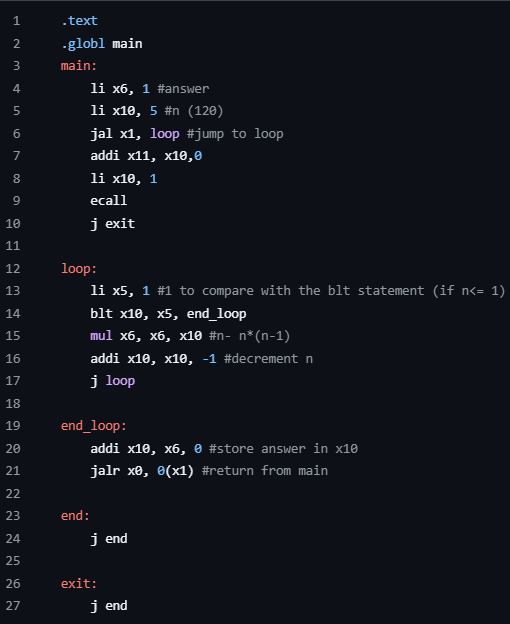 1 .text
2 .globl main
3 main:
4 li x6, 1 #answer
5 li x10, 5 #n (120)
6 jal x1, loop #jump to loop
7 addi x11, x10,0
8 li x10, 1
9 ecall
10 j exit
11
12 loop:
13 li x5, 1 #1 to compare with the blt statement (if n<= 1)
14 blt x10, x5, end_loop
15 mul x6, x6, x10 #n- n*(n-1)
16 addi x10, x10, -1 #decrement n
17 j loop
18
19 end_loop:
20 addi x10, x6, 0 #store answer in x10
21 jalr x0, 0(x1) #return from main
22
23 end:
24 j end
25
26 exit:
27 j end